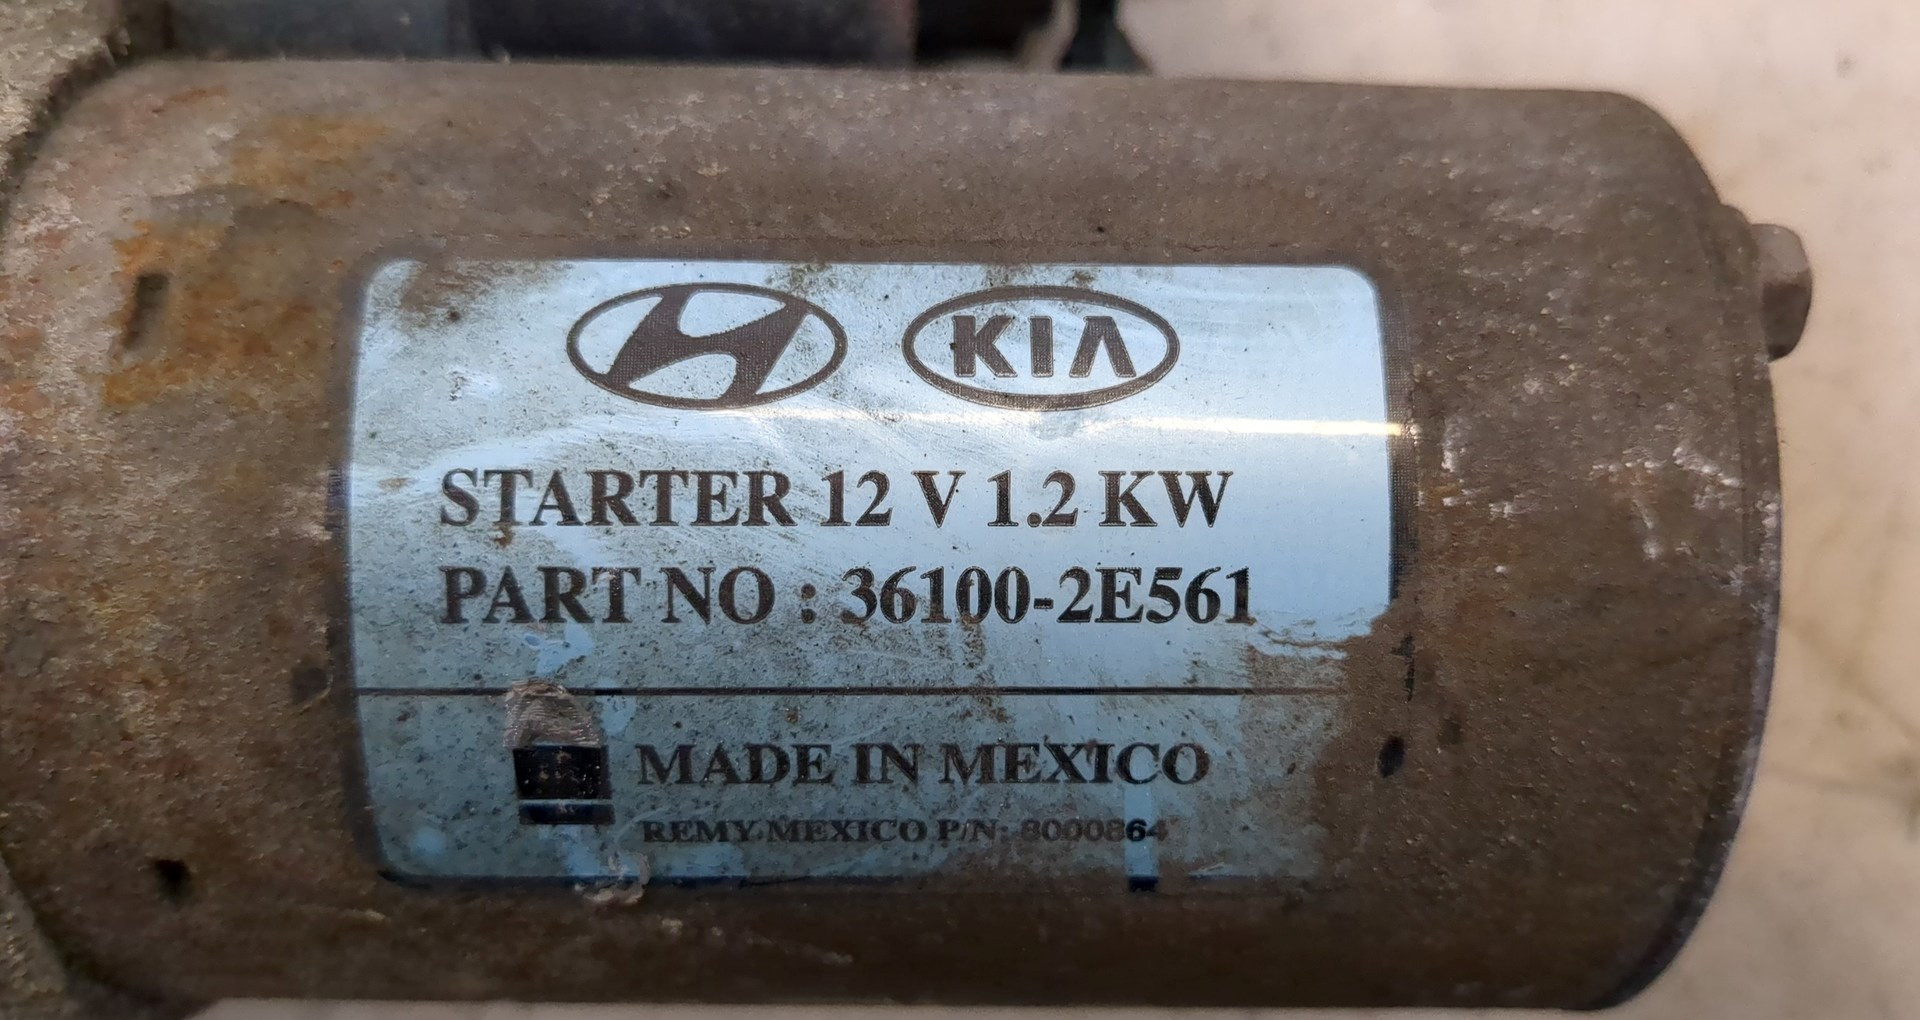 KIA
STARTER 12 V 1.2 KW
PART NO : 36100-2E561
MADE IN MEXICO
REMY MEXICO P/N: 8000864